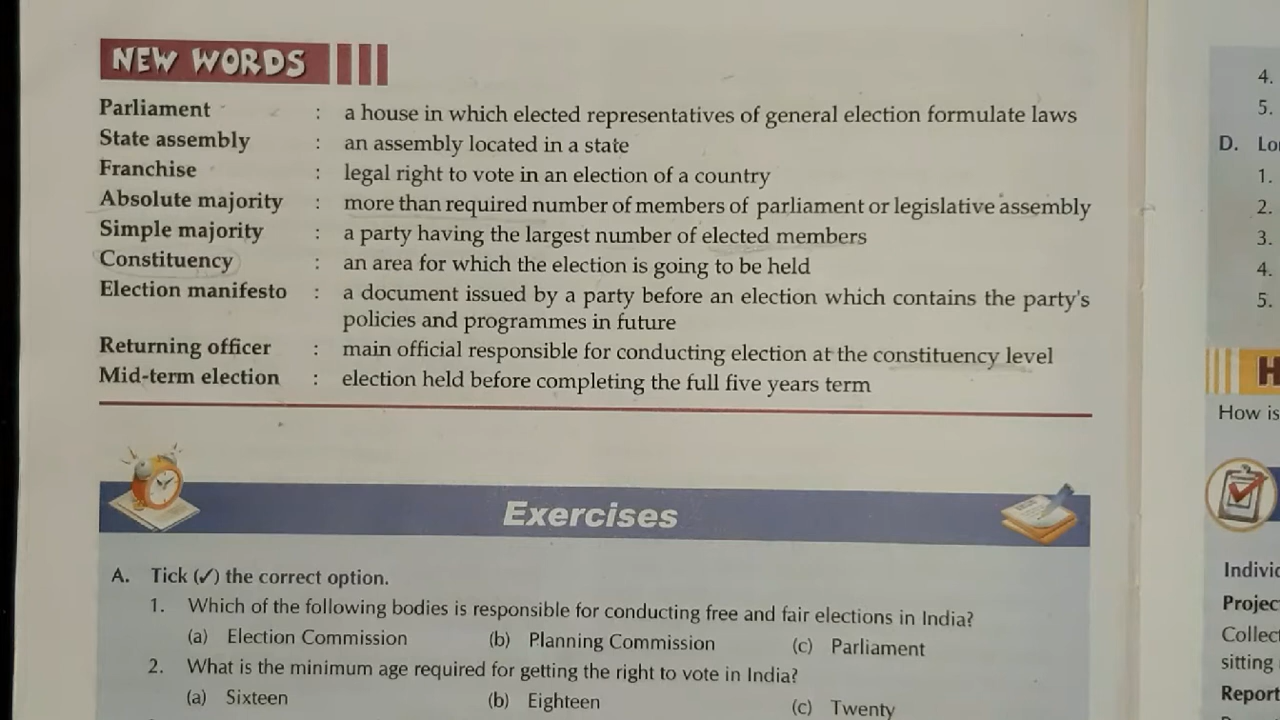 NEW WORDS
Parliament : a house in which elected representatives of general election formulate laws
State assembly : an assembly located in a state
Franchise : legal right to vote in an election of a country
Absolute majority : more than required number of members of parliament or legislative assembly
Simple majority : a party having the largest number of elected members
Constituency : an area for which the election is going to be held
Election manifesto : a document issued by a party before an election which contains the party's
policies and programmes in future
Returning officer : main official responsible for conducting election at the constituency level
Mid-term election : election held before completing the full five years term
Exercises
A. Tick (✓) the correct option.
1. Which of the following bodies is responsible for conducting free and fair elections in India?
(a) Election Commission (b) Planning Commission (c) Parliament
2. What is the minimum age required for getting the right to vote in India?
(a) Sixteen (b) Eighteen (c) Twenty
4.
5.
D.
1.
2.
3.
4.
5.
How is
sitting
Report